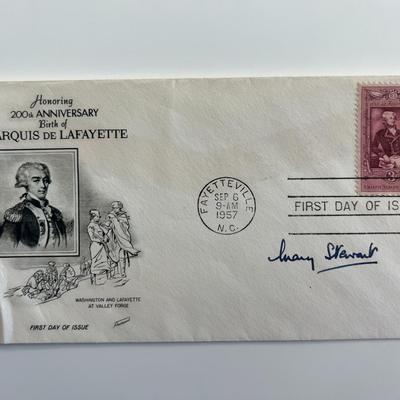 Honoring
200th ANNIVERSARY
Birth of
ARQUIS DE LAFAYETTE
FAYETTEVILLE
SEP 6
9-AM
1957
N.C.
FIRST DAY OF IS
Mary Stewart
WASHINGTON AND LAFAYETTE
AT VALLEY FORGE
FIRST DAY OF ISSUE